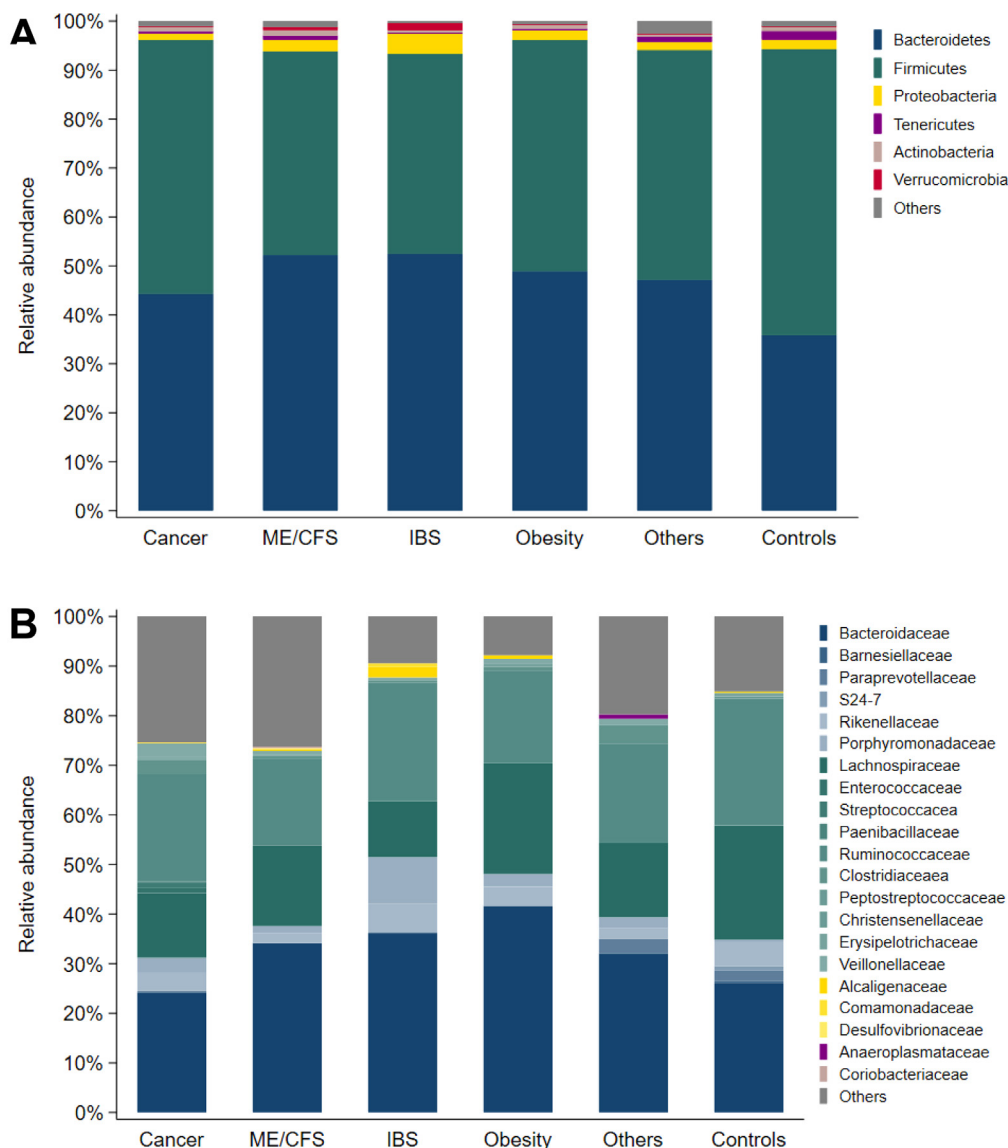 A
100%
90%
80%
70%
60%
50%
40%
30%
20%
10%
0%
Relative abundance
Cancer ME/CFS IBS Obesity Others Controls
Bacteroidetes
Firmicutes
Proteobacteria
Tenericutes
Actinobacteria
Verrucomicrobia
Others
B
100%
90%
80%
70%
60%
50%
40%
30%
20%
10%
0%
Relative abundance
Cancer ME/CFS IBS Obesity Others Controls
Bacteroidaceae
Barnesiellaceae
Paraprevotellaceae
S24-7
Rikenellaceae
Porphyromonadaceae
Lachnospiraceae
Enterococcaceae
Streptococcacea
Paenibacillaceae
Ruminococcaceae
Clostridiaceaea
Peptostreptococcaceae
Christensenellaceae
Erysipelotrichaceae
Veillonellaceae
Alcaligenaceae
Comamonadaceae
Desulfovibrionaceae
Anaeroplasmataceae
Coriobacteriaceae
Others